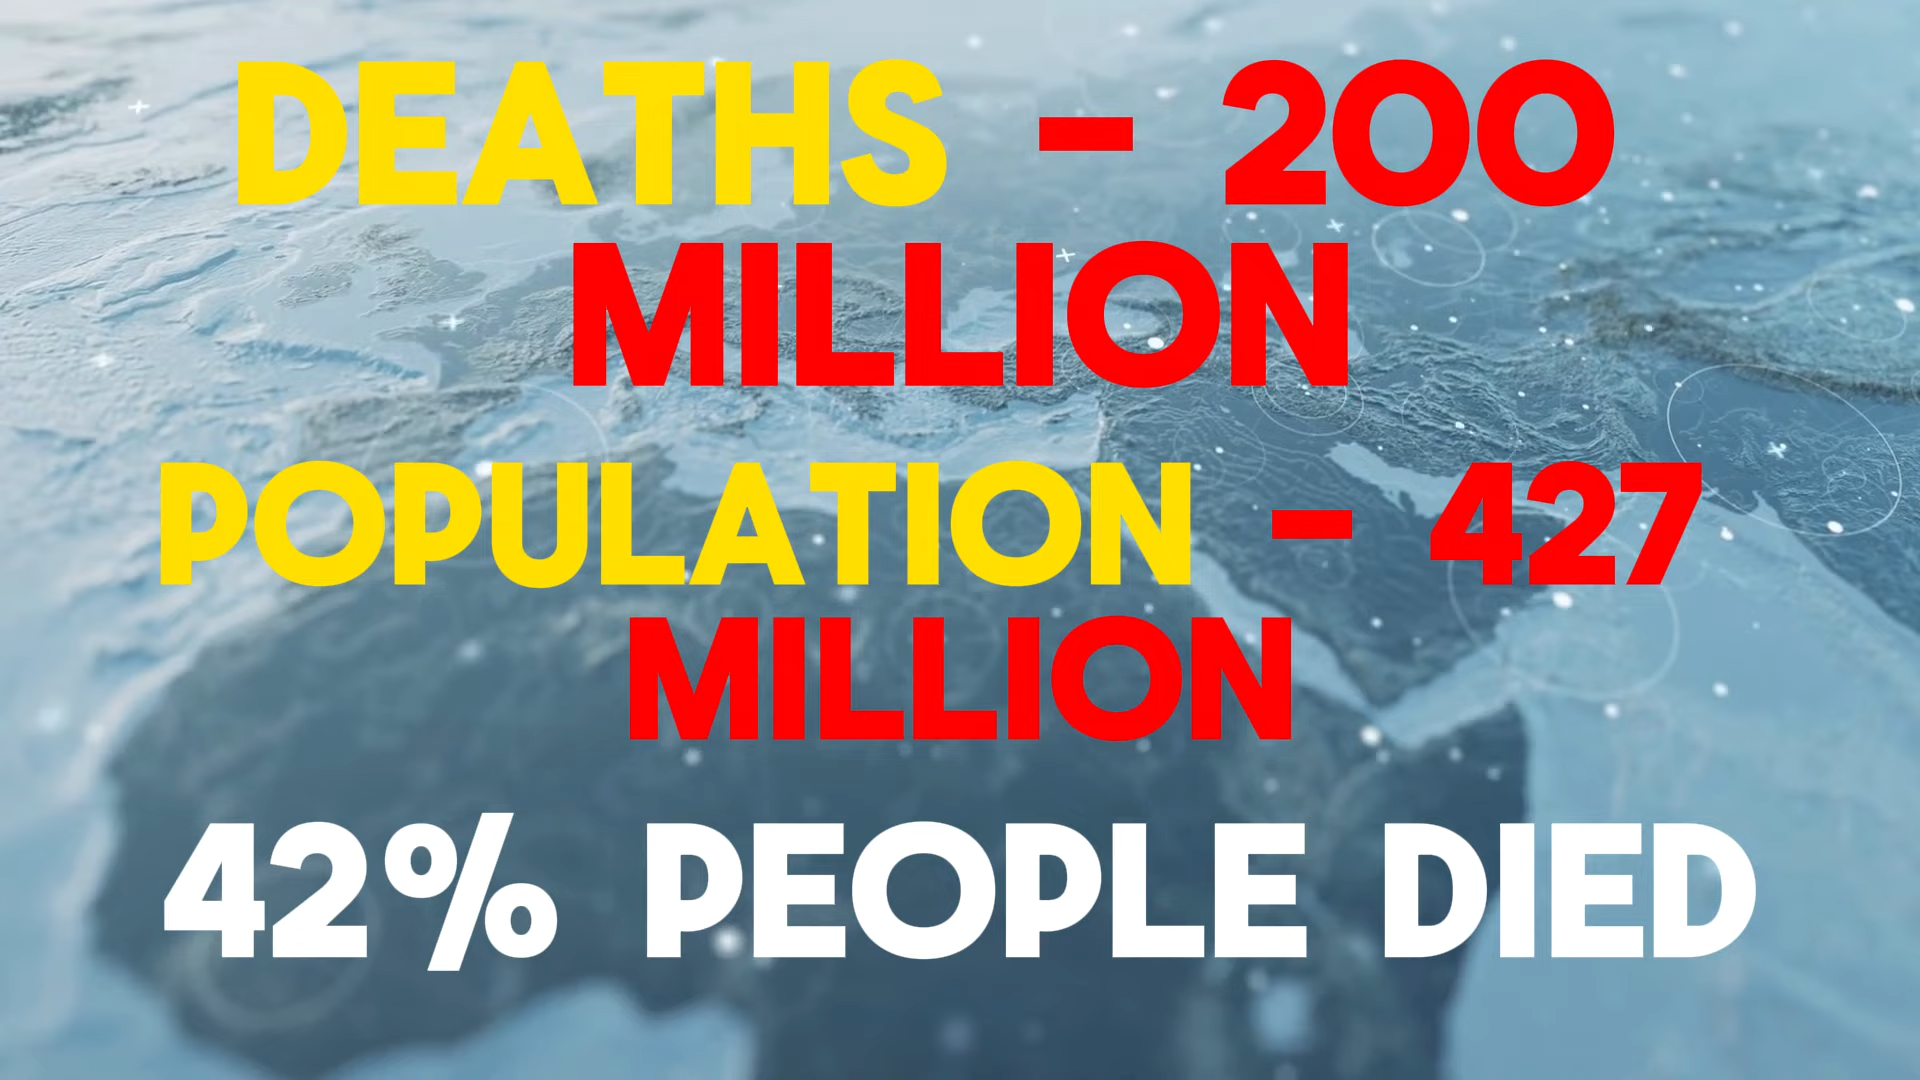 DEATHS - 200
MILLION
POPULATION - 427
MILLION
42% PEOPLE DIED